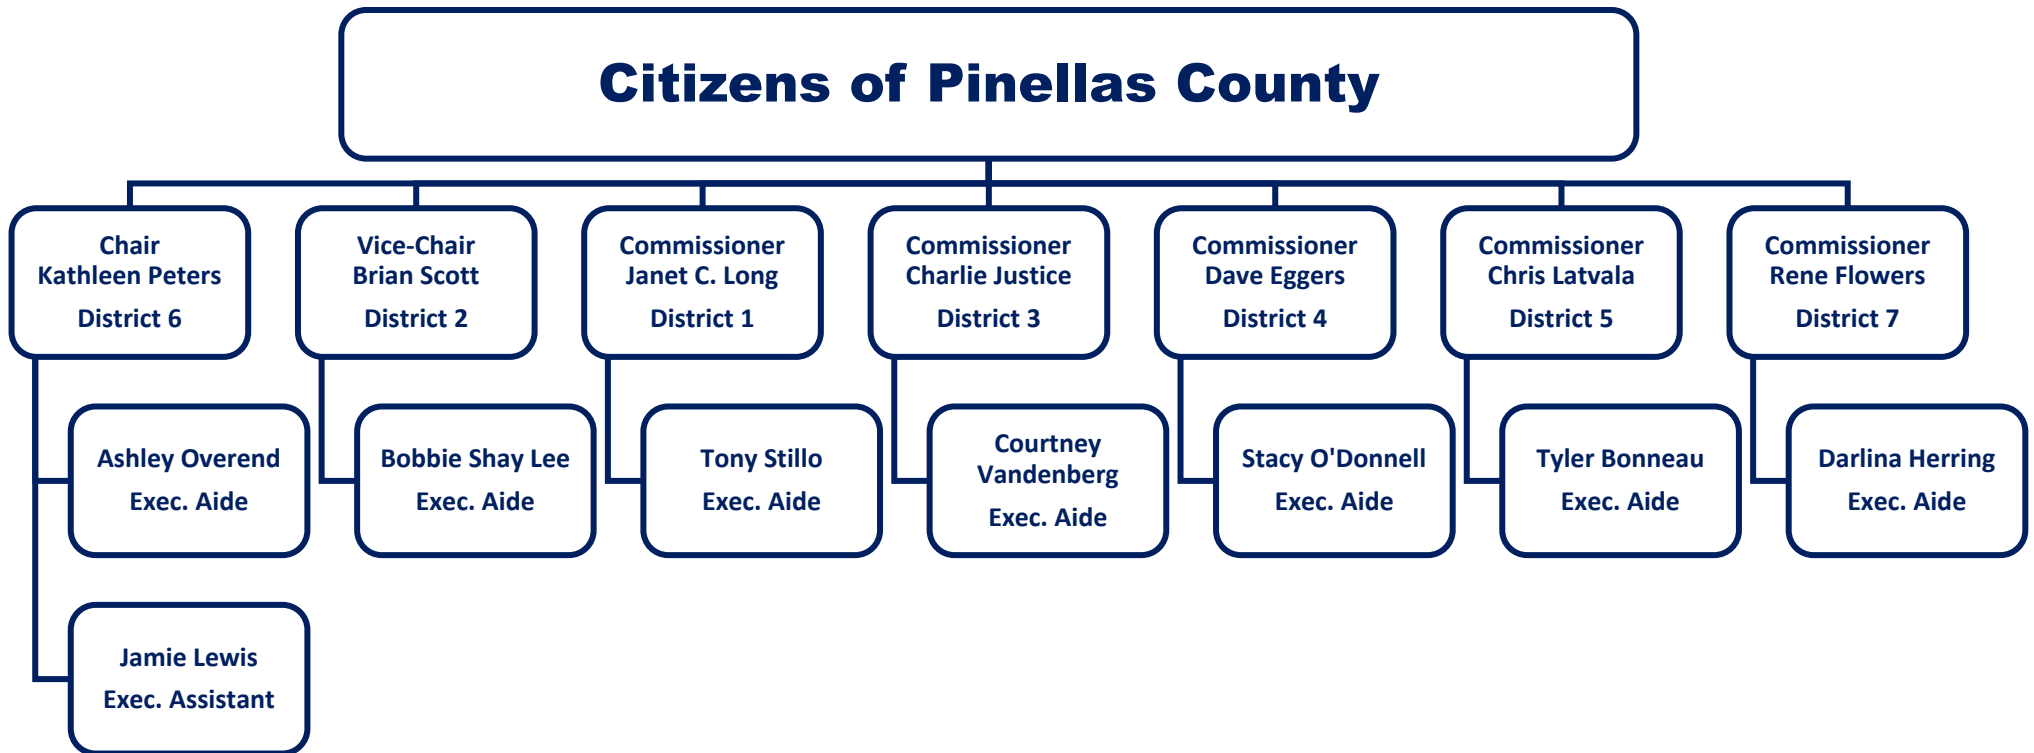 Citizens of Pinellas County
Chair
Kathleen Peters
District 6
Vice-Chair
Brian Scott
District 2
Commissioner
Janet C. Long
District 1
Commissioner
Charlie Justice
District 3
Commissioner
Dave Eggers
District 4
Commissioner
Chris Latvala
District 5
Commissioner
Rene Flowers
District 7
Ashley Overend
Exec. Aide
Bobbie Shay Lee
Exec. Aide
Tony Stillo
Exec. Aide
Courtney
Vandenberg
Exec. Aide
Stacy O'Donnell
Exec. Aide
Tyler Bonneau
Exec. Aide
Darlina Herring
Exec. Aide
Jamie Lewis
Exec. Assistant